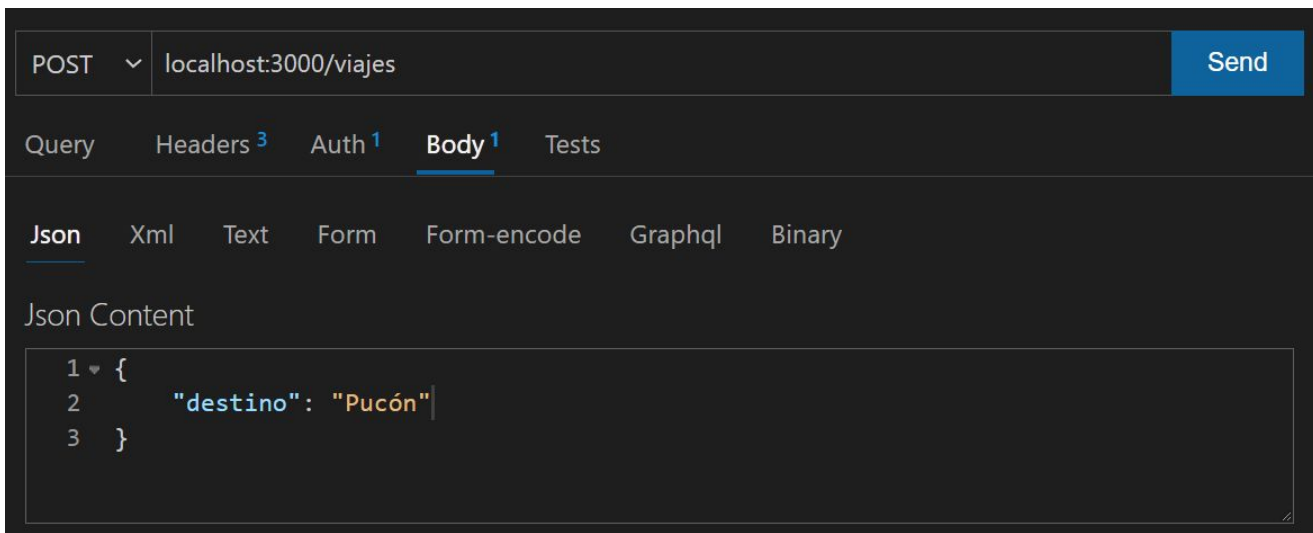 POST localhost:3000/viajes Send
Query Headers 3 Auth 1 Body 1 Tests
Json Xml Text Form Form-encode Graphql Binary
Json Content
1 {
2 "destino": "Pucón"
3 }